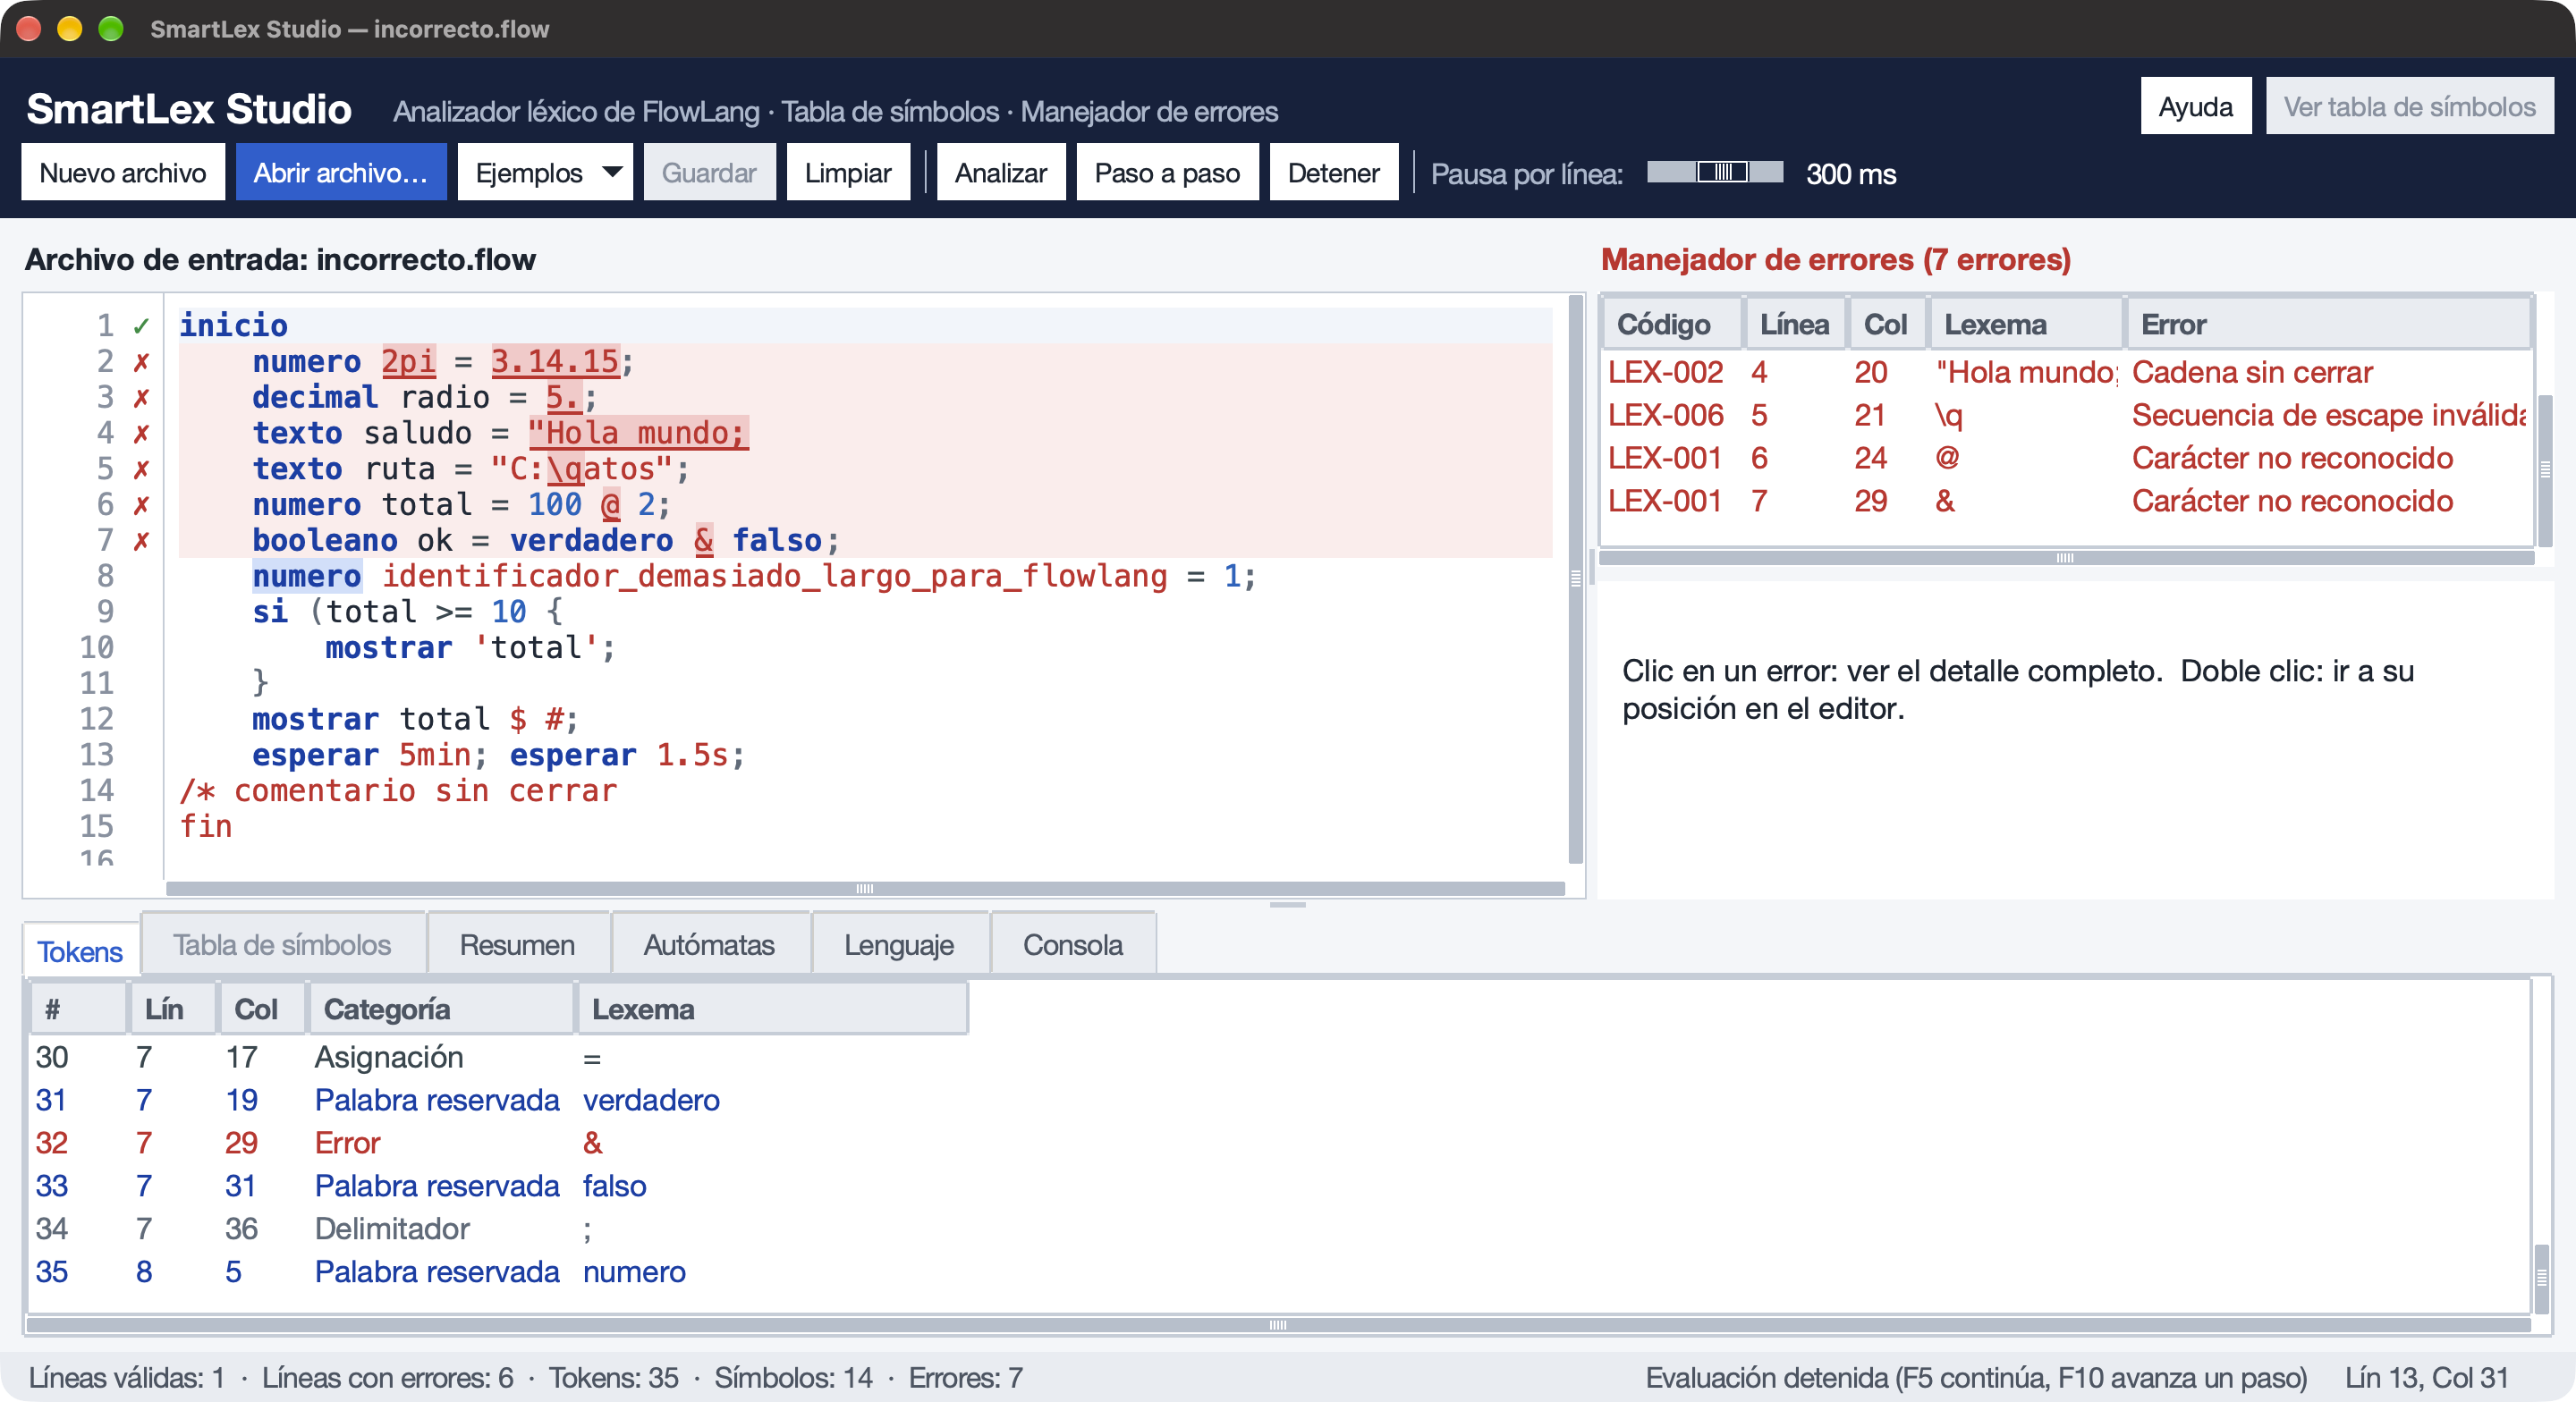 SmartLex Studio — incorrecto.flow
SmartLex Studio Analizador léxico de FlowLang · Tabla de símbolos · Manejador de errores Ayuda Ver tabla de símbolos
Nuevo archivo Abrir archivo... Ejemplos Guardar Limpiar Analizar Paso a paso Detener Pausa por línea: 300 ms
Archivo de entrada: incorrecto.flow
1 ✓ inicio
2 ✗ numero 2pi = 3.14.15;
3 ✗ decimal radio = 5.;
4 ✗ texto saludo = "Hola mundo;
5 ✗ texto ruta = "C:\qatos";
6 ✗ numero total = 100 @ 2;
7 ✗ booleano ok = verdadero & falso;
8 numero identificador_demasiado_largo_para_flowlang = 1;
9 si (total >= 10 {
10 mostrar 'total';
11 }
12 mostrar total $ #;
13 esperar 5min; esperar 1.5s;
14 /* comentario sin cerrar
15 fin
16
Manejador de errores (7 errores)
Código Línea Col Lexema Error
LEX-002 4 20 "Hola mundo; Cadena sin cerrar
LEX-006 5 21 \q Secuencia de escape inválida
LEX-001 6 24 @ Carácter no reconocido
LEX-001 7 29 & Carácter no reconocido
Clic en un error: ver el detalle completo. Doble clic: ir a su
posición en el editor.
Tokens Tabla de símbolos Resumen Autómatas Lenguaje Consola
# Lín Col Categoría Lexema
30 7 17 Asignación =
31 7 19 Palabra reservada verdadero
32 7 29 Error &
33 7 31 Palabra reservada falso
34 7 36 Delimitador ;
35 8 5 Palabra reservada numero
Líneas válidas: 1 · Líneas con errores: 6 · Tokens: 35 · Símbolos: 14 · Errores: 7 Evaluación detenida (F5 continúa, F10 avanza un paso) Lín 13, Col 31